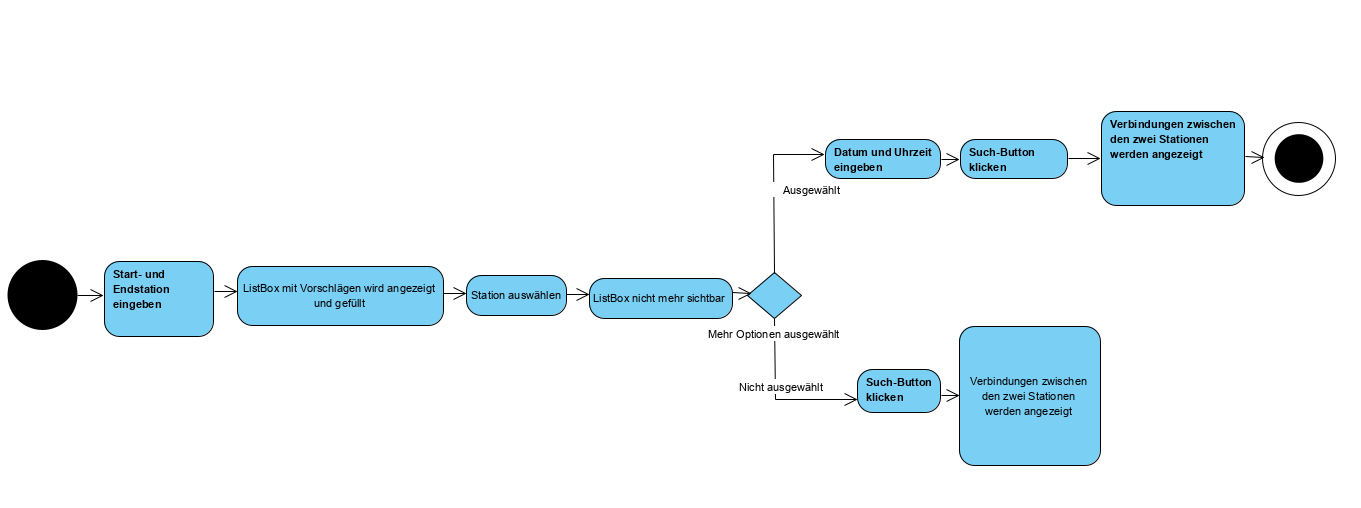 Start- und
Endstation
eingeben
ListBox mit Vorschlägen wird angezeigt
und gefüllt
Station auswählen
ListBox nicht mehr sichtbar
Mehr Optionen ausgewählt
Ausgewählt
Datum und Uhrzeit
eingeben
Such-Button
klicken
Verbindungen zwischen
den zwei Stationen
werden angezeigt
Nicht ausgewählt
Such-Button
klicken
Verbindungen zwischen
den zwei Stationen
werden angezeigt